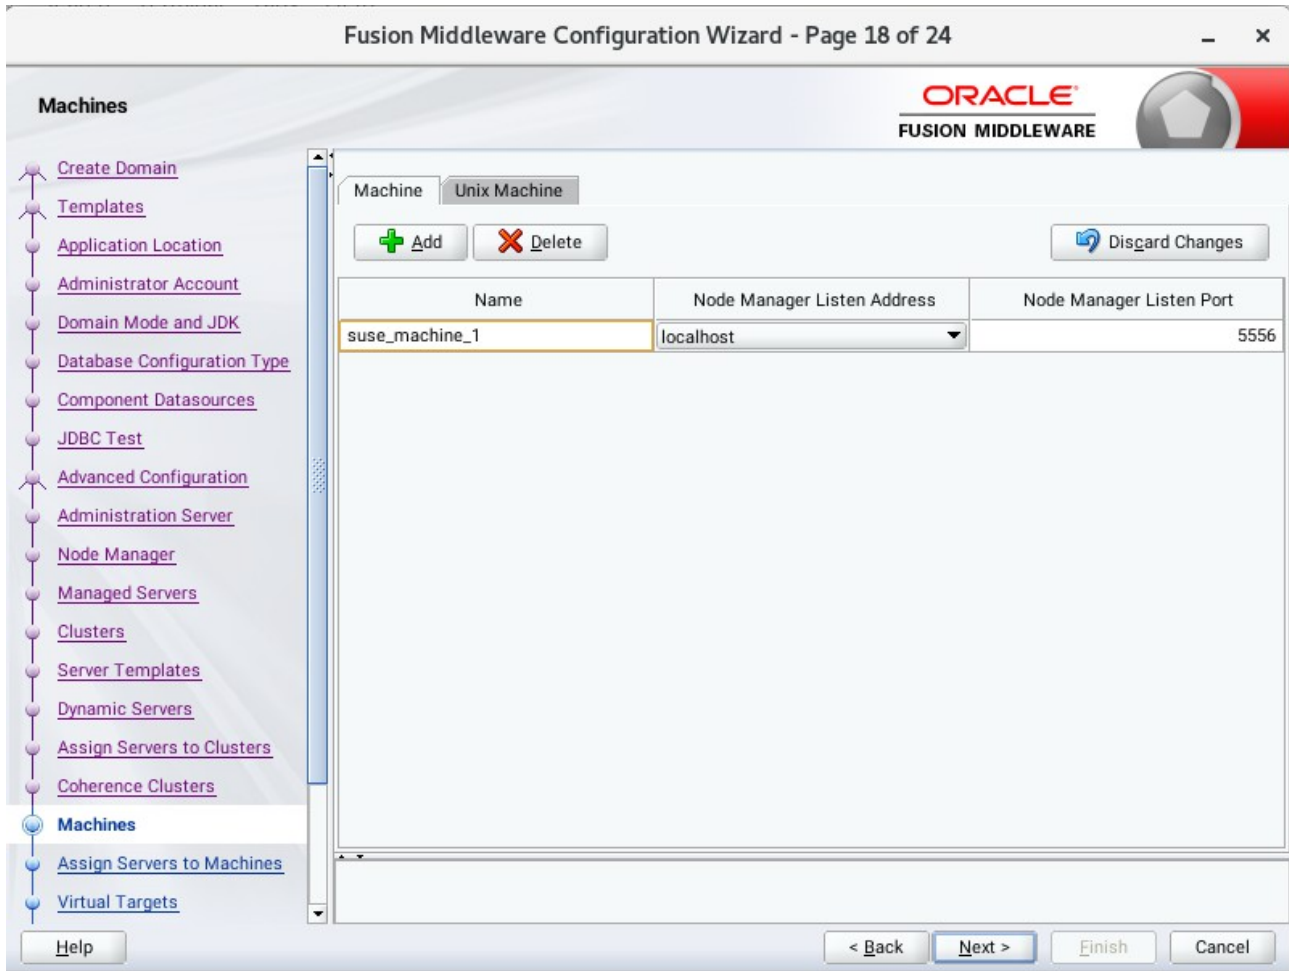 Fusion Middleware Configuration Wizard - Page 18 of 24
Machines
ORACLE
FUSION MIDDLEWARE
Create Domain
Templates
Application Location
Administrator Account
Domain Mode and JDK
Database Configuration Type
Component Datasources
JDBC Test
Advanced Configuration
Administration Server
Node Manager
Managed Servers
Clusters
Server Templates
Dynamic Servers
Assign Servers to Clusters
Coherence Clusters
Machines
Assign Servers to Machines
Virtual Targets
Machine Unix Machine
Add Delete Discard Changes
Name Node Manager Listen Address Node Manager Listen Port
suse_machine_1 localhost 5556
Help < Back Next > Finish Cancel